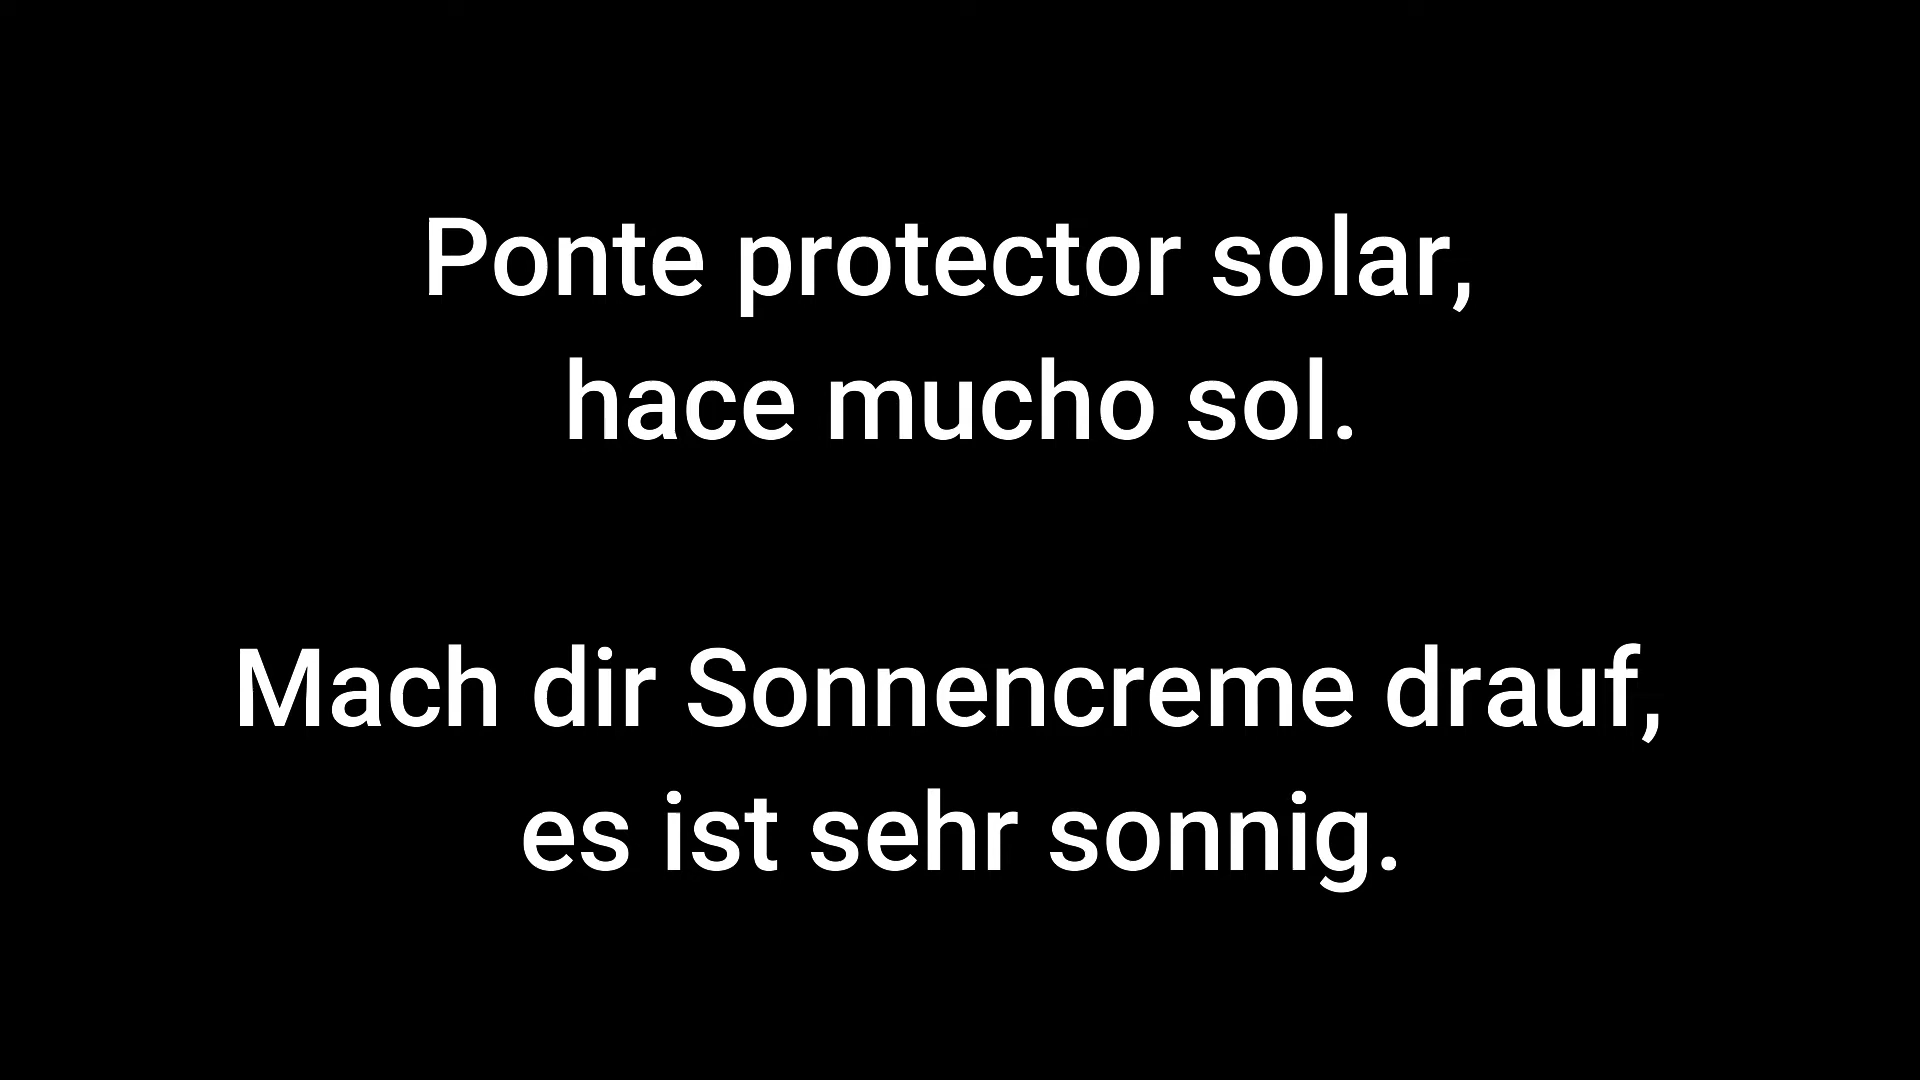 Ponte protector solar,
hace mucho sol.
Mach dir Sonnencreme drauf,
es ist sehr sonnig.